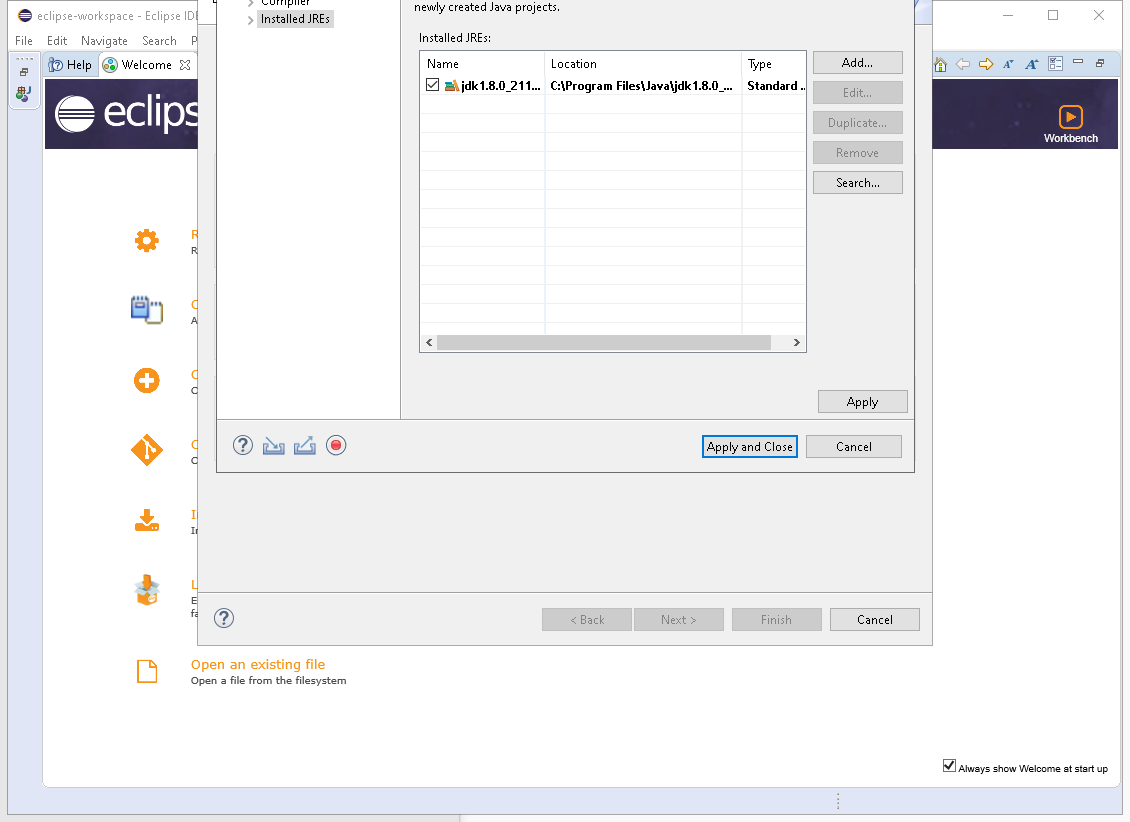 eclipse-workspace - Eclipse IDE
File Edit Navigate Search P
Help
Welcome
eclips
Workbench
Compiler
Installed JREs
newly created Java projects.
Installed JREs:
Name Location Type
jdk1.8.0_211... C:\Program Files\Java\jdk1.8.0_... Standard ..
Add...
Edit...
Duplicate...
Remove
Search...
Apply
Apply and Close
Cancel
R
R
A
In
L
E
fa
< Back
Next >
Finish
Cancel
Open an existing file
Open a file from the filesystem
Always show Welcome at start up